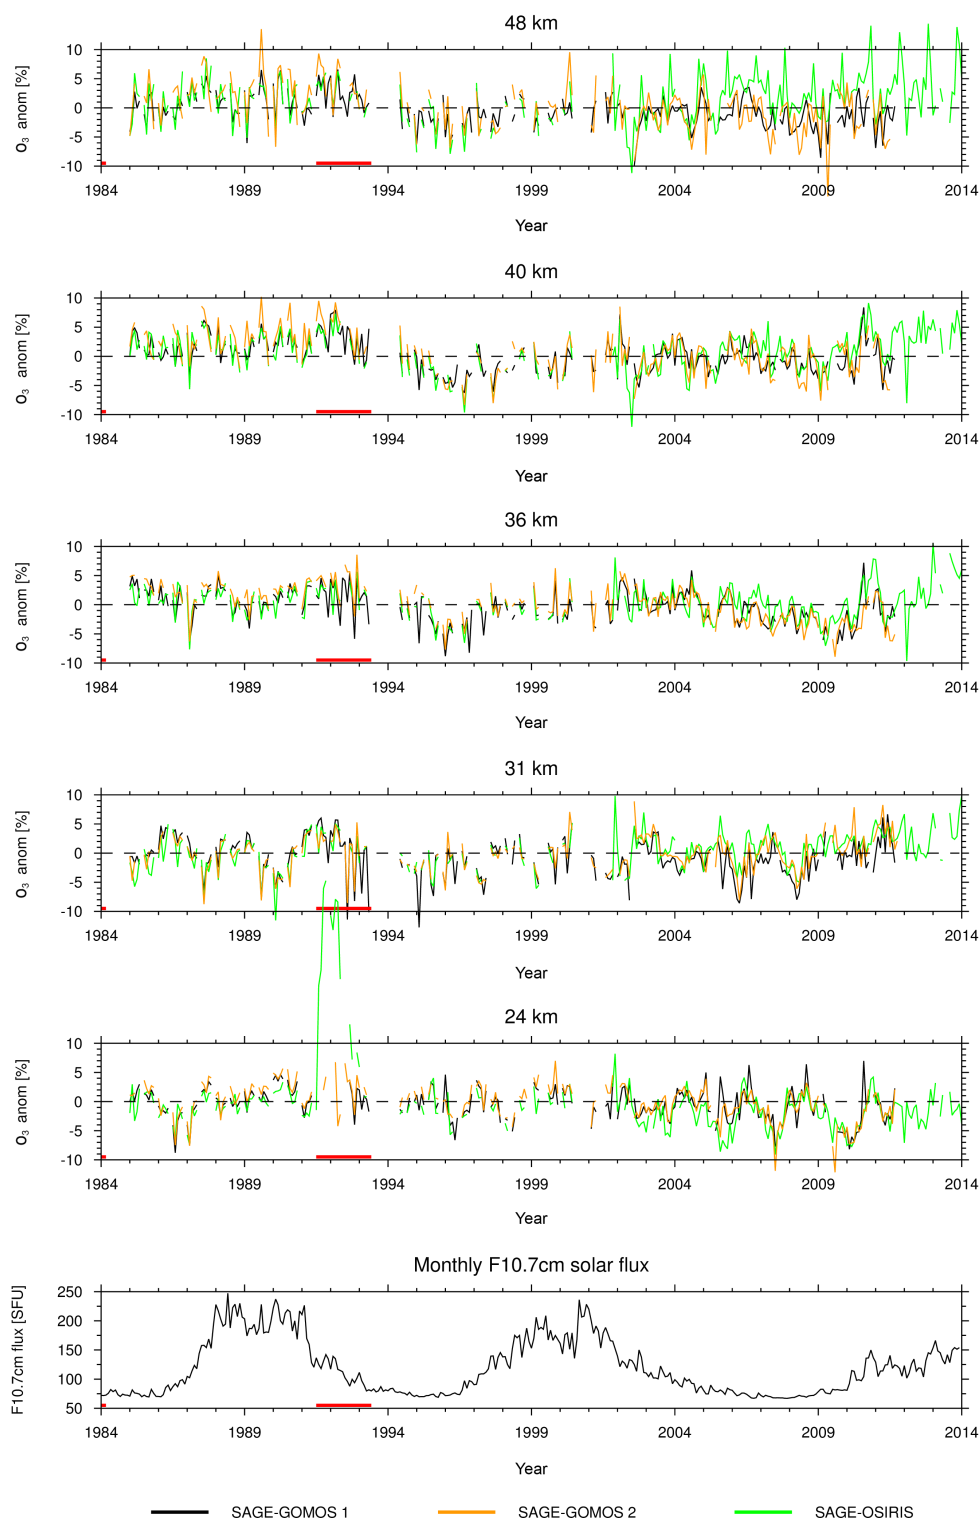 48 km
O3 anom [%]
10
5
0
-5
-10
1984 1989 1994 1999 2004 2009 2014
Year
40 km
O3 anom [%]
10
5
0
-5
-10
1984 1989 1994 1999 2004 2009 2014
Year
36 km
O3 anom [%]
10
5
0
-5
-10
1984 1989 1994 1999 2004 2009 2014
Year
31 km
O3 anom [%]
10
5
0
-5
-10
1984 1989 1994 1999 2004 2009 2014
Year
24 km
O3 anom [%]
10
5
0
-5
-10
1984 1989 1994 1999 2004 2009 2014
Year
Monthly F10.7cm solar flux
F10.7cm flux [SFU]
250
200
150
100
50
1984 1989 1994 1999 2004 2009 2014
Year
SAGE-GOMOS 1 SAGE-GOMOS 2 SAGE-OSIRIS